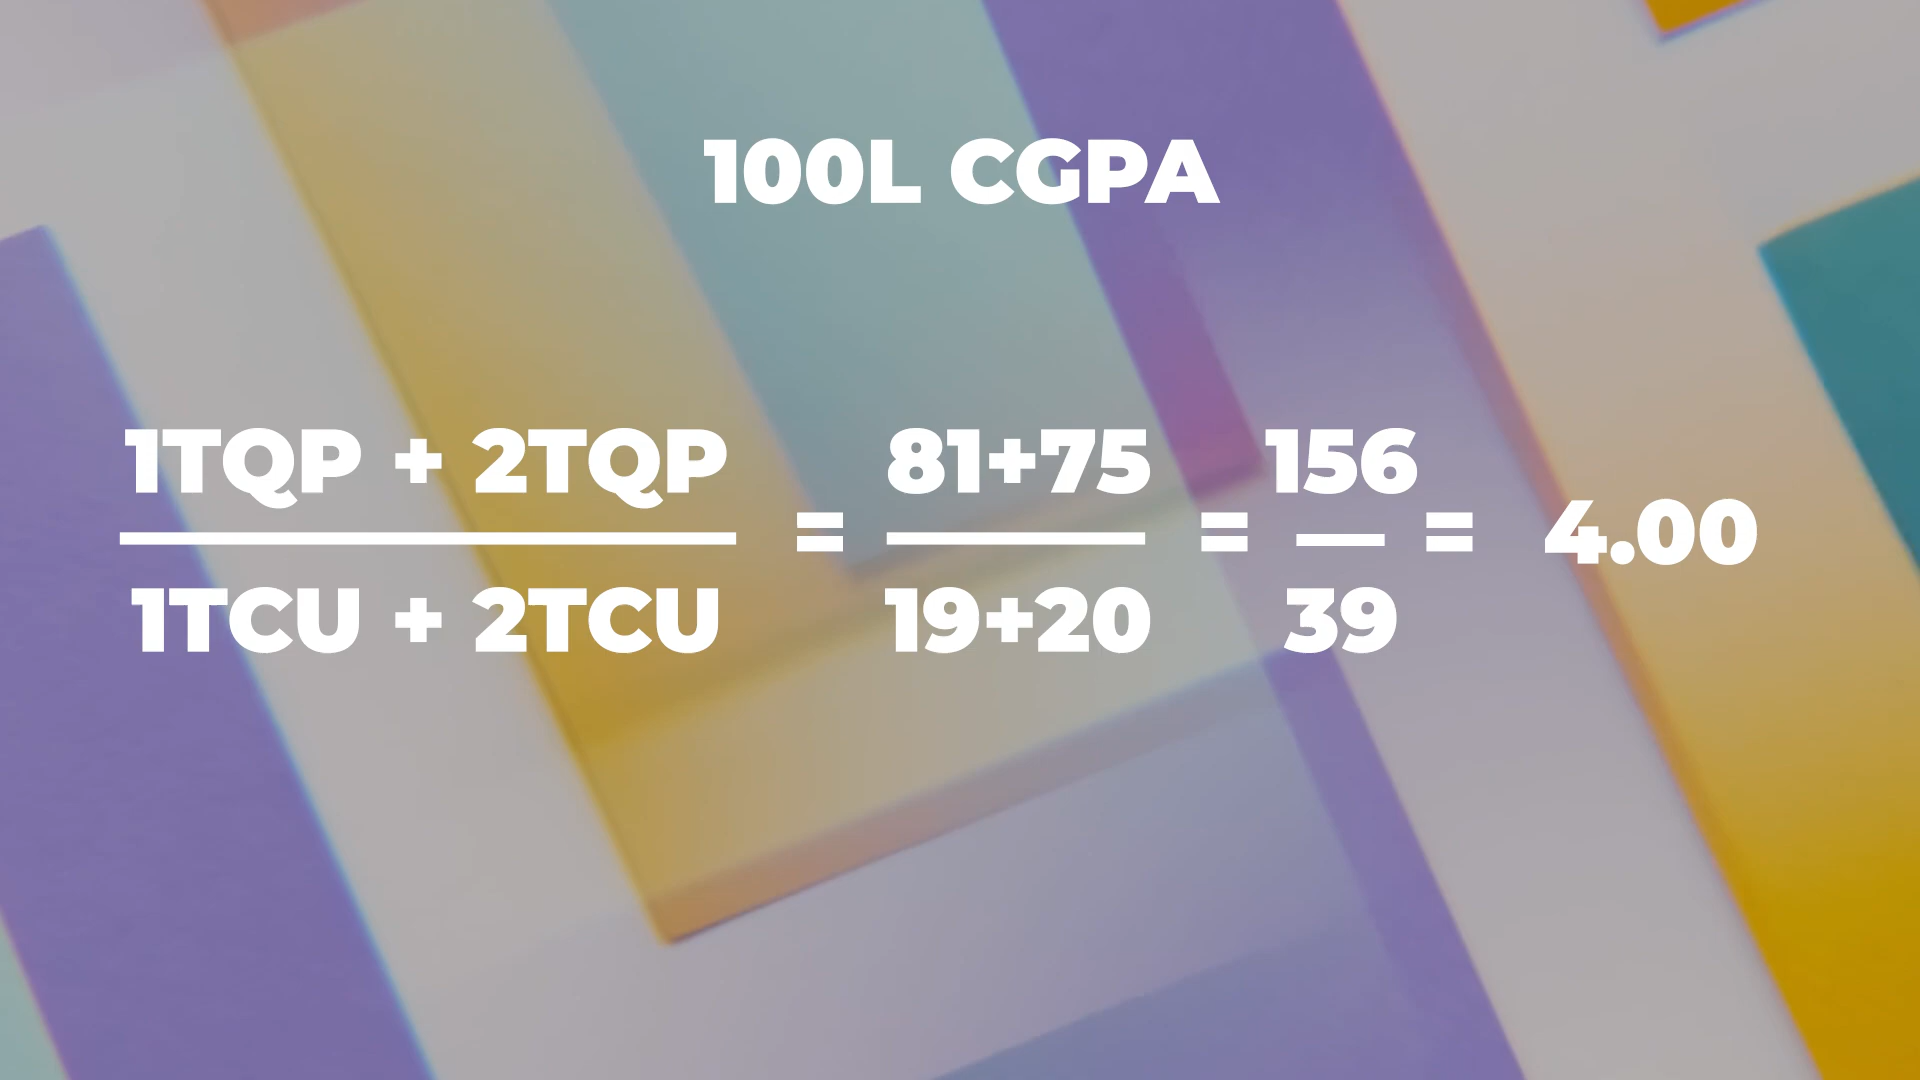 100L CGPA
1TQP + 2TQP
1TCU + 2TCU
=
81+75
19+20
=
156
39
=
4.00